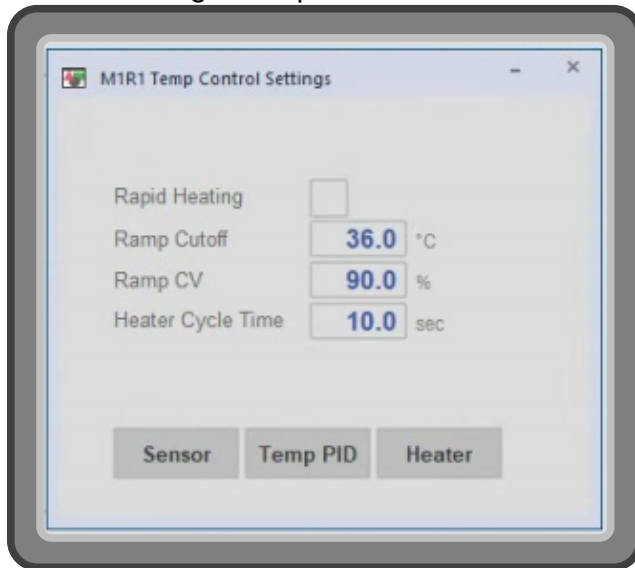 M1R1 Temp Control Settings
Rapid Heating
Ramp Cutoff 36.0 °C
Ramp CV 90.0 %
Heater Cycle Time 10.0 sec
Sensor Temp PID Heater